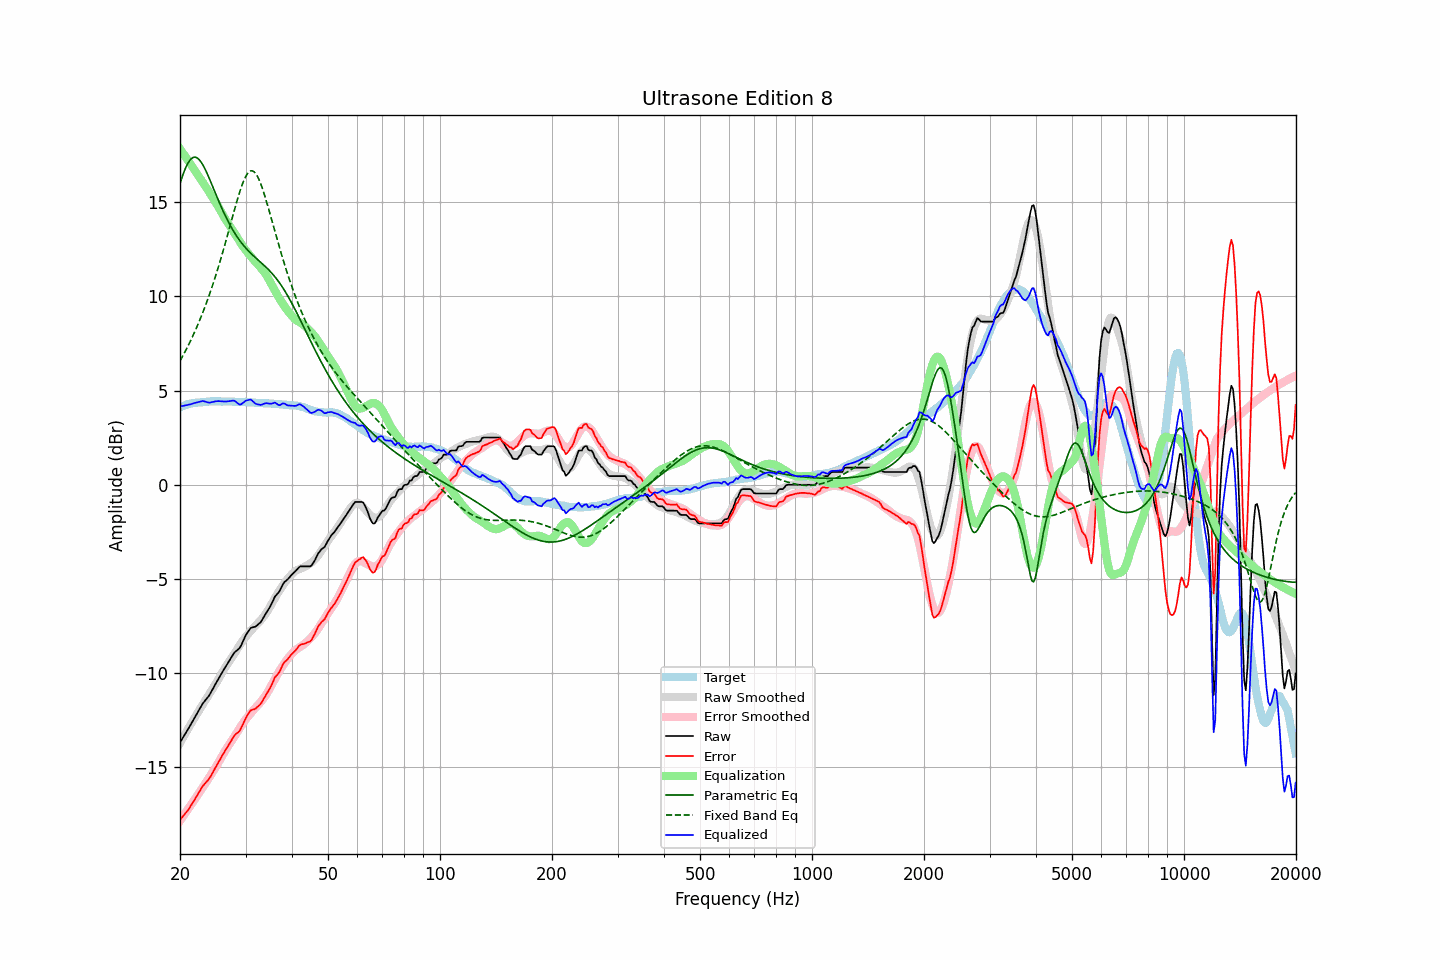 Ultrasone Edition 8
Amplitude (dBr)
15
10
5
0
−5
−10
−15
Target
Raw Smoothed
Error Smoothed
Raw
Error
Equalization
Parametric Eq
Fixed Band Eq
Equalized
20 50 100 200 500 1000 2000 5000 10000 20000
Frequency (Hz)